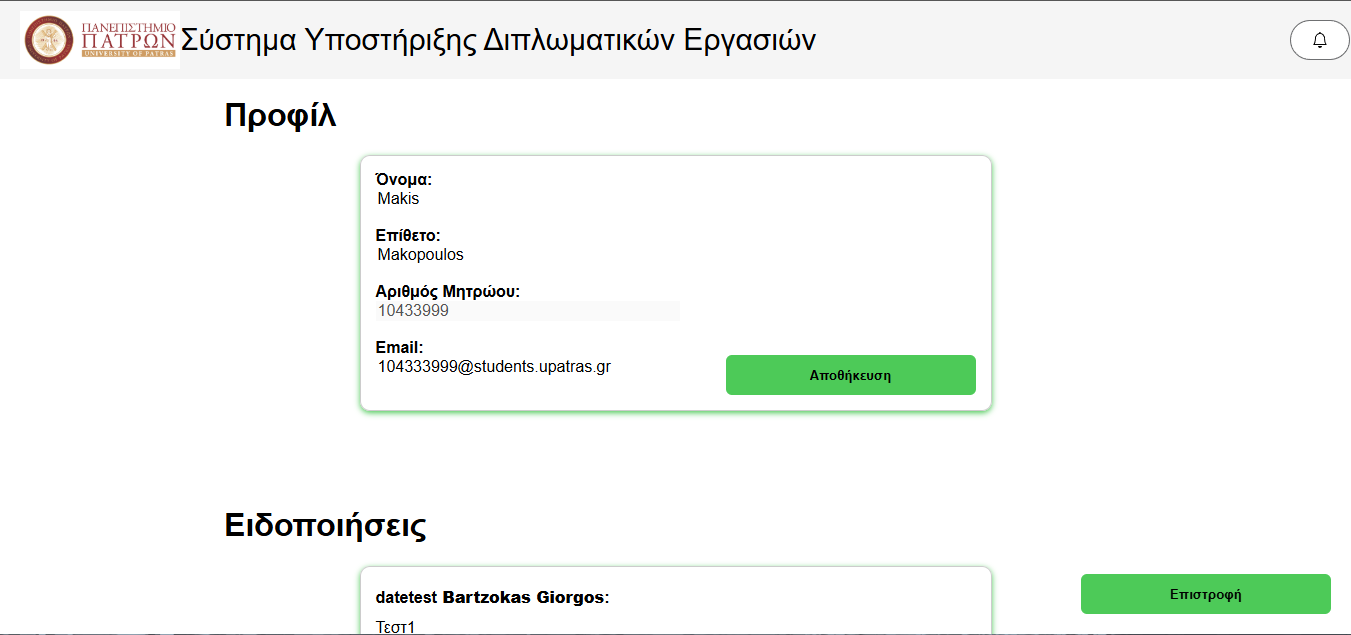 ΠΑΝΕΠΙΣΤΗΜΙΟ
ΠΑΤΡΩΝ
UNIVERSITY OF PATRAS
Σύστημα Υποστήριξης Διπλωματικών Εργασιών
Προφίλ
Όνομα:
Makis
Επίθετο:
Makopoulos
Αριθμός Μητρώου:
10433999
Email:
104333999@students.upatras.gr
Αποθήκευση
Ειδοποιήσεις
datetest Bartzokas Giorgos:
Τεστ1
Επιστροφή